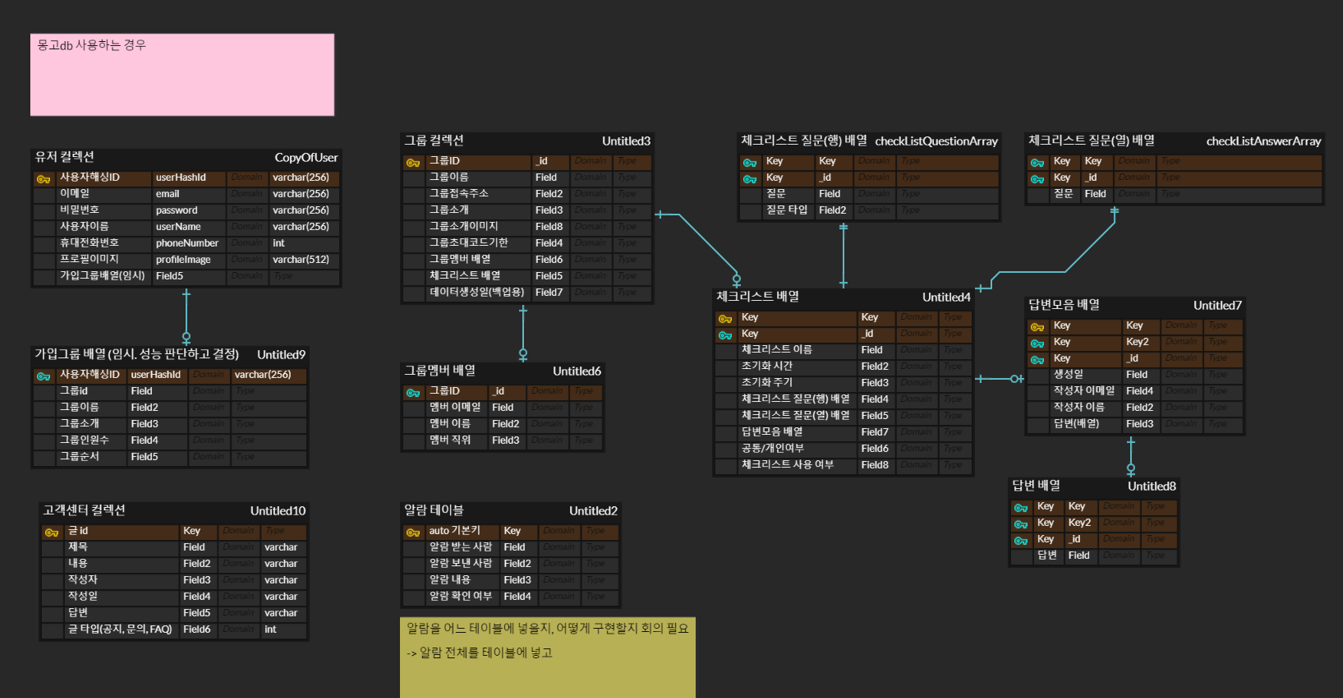 몽고db 사용하는 경우
유저 컬렉션 CopyOfUser
사용자해싱ID userHashId Domain varchar(256)
이메일 email Domain varchar(256)
비밀번호 password Domain varchar(256)
사용자이름 userName Domain varchar(256)
휴대전화번호 phoneNumber Domain int
프로필이미지 profileImage Domain varchar(512)
가입그룹배열(임시) Field5 Domain Type
가입그룹 배열 (임시. 성능 판단하고 결정) Untitled9
사용자해싱ID userHashId Domain varchar(256)
그룹id Field Domain Type
그룹이름 Field2 Domain Type
그룹소개 Field3 Domain Type
그룹인원수 Field4 Domain Type
그룹순서 Field5 Domain Type
고객센터 컬렉션 Untitled10
글 id Key Domain Type
제목 Field Domain varchar
내용 Field2 Domain varchar
작성자 Field3 Domain varchar
작성일 Field4 Domain varchar
답변 Field5 Domain varchar
글 타입(공지, 문의, FAQ) Field6 Domain int
그룹 컬렉션 Untitled3
그룹ID _id Domain Type
그룹이름 Field Domain Type
그룹접속주소 Field2 Domain Type
그룹소개 Field3 Domain Type
그룹소개이미지 Field8 Domain Type
그룹초대코드기한 Field4 Domain Type
그룹멤버 배열 Field6 Domain Type
체크리스트 배열 Field5 Domain Type
데이터생성일(백업용) Field7 Domain Type
그룹멤버 배열 Untitled6
그룹ID _id Domain Type
멤버 이메일 Field Domain Type
멤버 이름 Field2 Domain Type
멤버 직위 Field3 Domain Type
알람 테이블 Untitled2
auto 기본키 Key Domain Type
알람 받는 사람 Field Domain Type
알람 보낸 사람 Field2 Domain Type
알람 내용 Field3 Domain Type
알람 확인 여부 Field4 Domain Type
알람을 어느 테이블에 넣을지, 어떻게 구현할지 회의 필요
-> 알람 전체를 테이블에 넣고
체크리스트 질문(행) 배열 checkListQuestionArray
Key Key Domain Type
Key _id Domain Type
질문 Field Domain Type
질문 타입 Field2 Domain Type
체크리스트 질문(열) 배열 checkListAnswerArray
Key Key Domain Type
Key _id Domain Type
질문 Field Domain Type
체크리스트 배열 Untitled4
Key Key Domain Type
Key _id Domain Type
체크리스트 이름 Field Domain Type
초기화 시간 Field2 Domain Type
초기화 주기 Field3 Domain Type
체크리스트 질문(행) 배열 Field4 Domain Type
체크리스트 질문(열) 배열 Field5 Domain Type
답변모음 배열 Field7 Domain Type
공통/개인여부 Field6 Domain Type
체크리스트 사용 여부 Field8 Domain Type
답변모음 배열 Untitled7
Key Key Domain Type
Key Key2 Domain Type
Key _id Domain Type
생성일 Field Domain Type
작성자 이메일 Field4 Domain Type
작성자 이름 Field2 Domain Type
답변(배열) Field3 Domain Type
답변 배열 Untitled8
Key Key Domain Type
Key Key2 Domain Type
Key _id Domain Type
답변 Field Domain Type